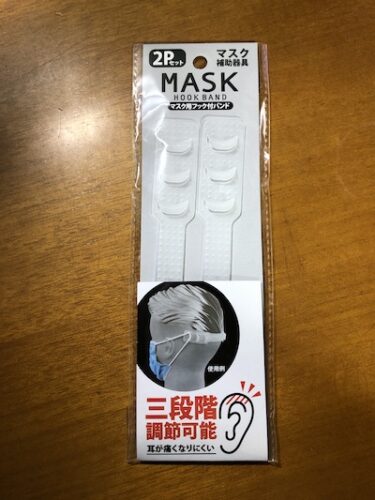 2Pセット
マスク
補助器具
MASK
HOOK BAND
マスク用フック付バンド
使用例
三段階
調節可能
耳が痛くなりにくい